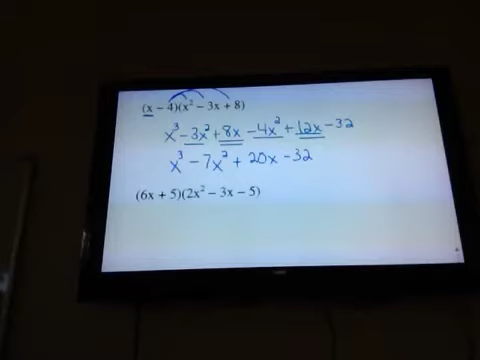 (x − 4)(x² − 3x + 8)
x³ − 3x² + 8x − 4x² + 12x − 32
x³ − 7x² + 20x − 32
(6x + 5)(2x² − 3x − 5)